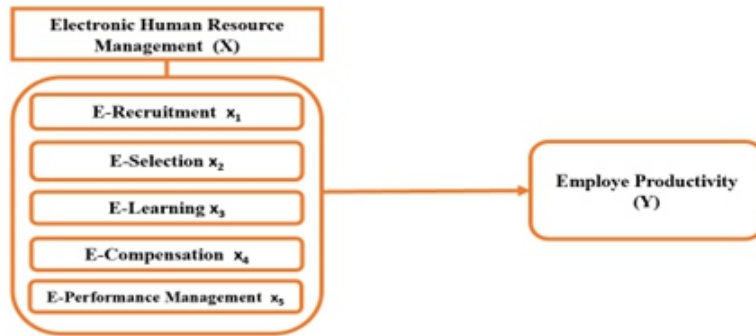 Electronic Human Resource
Management (X)
E-Recruitment x₁
E-Selection x₂
E-Learning x₃
E-Compensation x₄
E-Performance Management x₅
Employe Productivity
(Y)